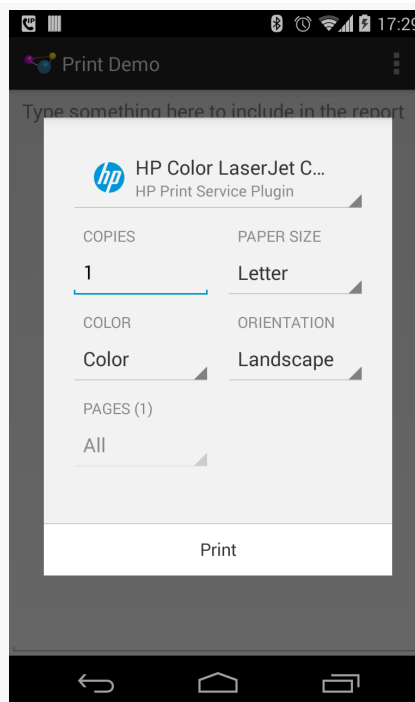 17:29
Print Demo
Type something here to include in the report
hp
HP Color LaserJet C...
HP Print Service Plugin
COPIES
PAPER SIZE
1
Letter
COLOR
ORIENTATION
Color
Landscape
PAGES (1)
All
Print